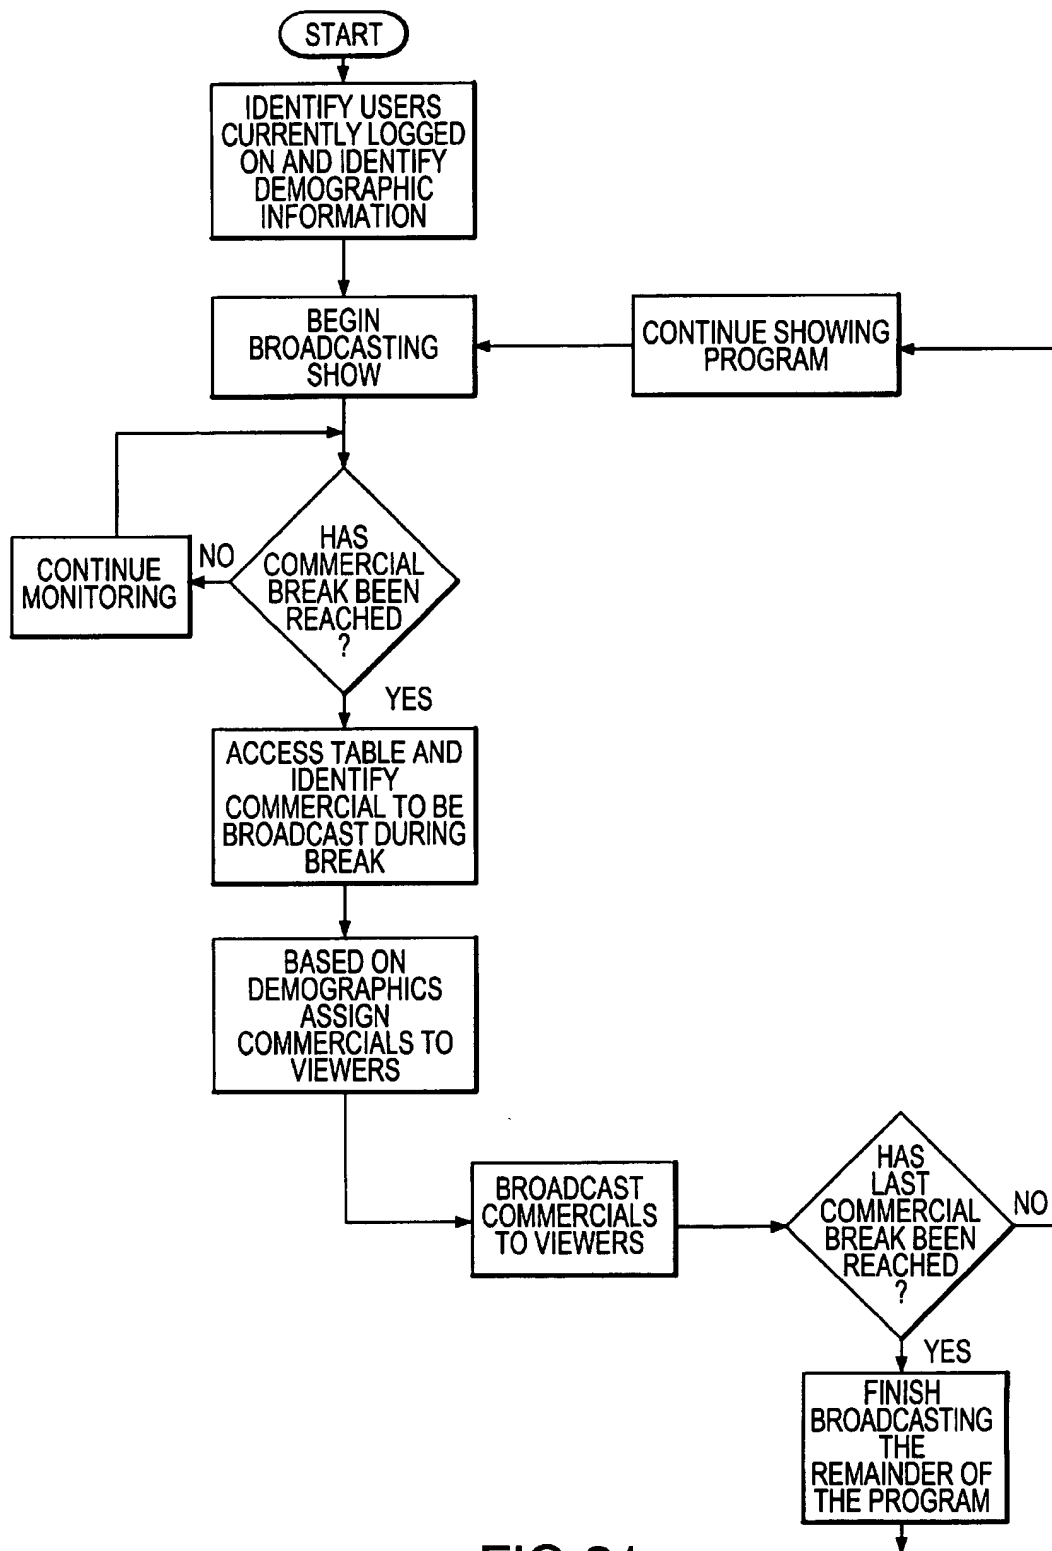 START
IDENTIFY USERS
CURRENTLY LOGGED
ON AND IDENTIFY
DEMOGRAPHIC
INFORMATION
BEGIN
BROADCASTING
SHOW
CONTINUE SHOWING
PROGRAM
HAS
COMMERCIAL
BREAK BEEN
REACHED
?
NO
CONTINUE
MONITORING
YES
ACCESS TABLE AND
IDENTIFY
COMMERCIAL TO BE
BROADCAST DURING
BREAK
BASED ON
DEMOGRAPHICS
ASSIGN
COMMERCIALS TO
VIEWERS
BROADCAST
COMMERCIALS
TO VIEWERS
HAS
LAST
COMMERCIAL
BREAK BEEN
REACHED
?
NO
YES
FINISH
BROADCASTING
THE
REMAINDER OF
THE PROGRAM